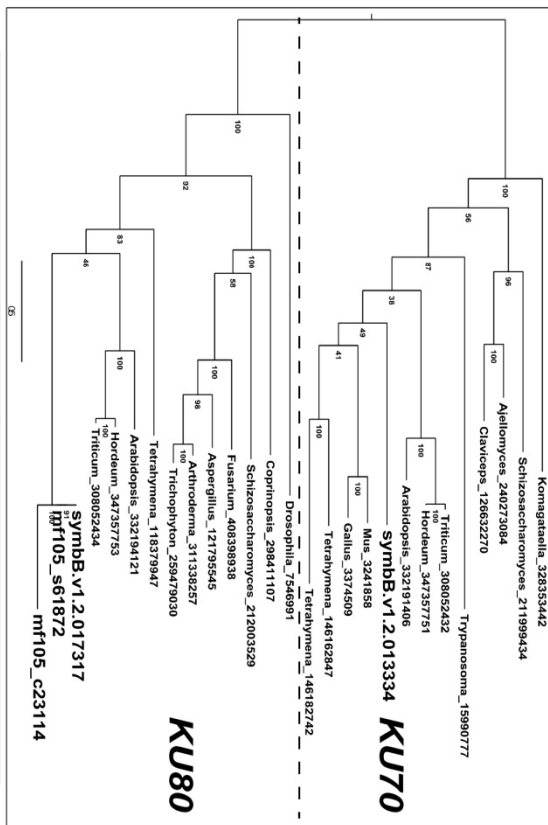 Komagataella_328353442
100
Schizosaccharomyces_211999434
96
Ajellomyces_240273084
100
Claviceps_126632270
56
Trypanosoma_15990777
87
Triticum_308052432
100
Hordeum_347357751
Arabidopsis_332191406
38
KU70
symbB.v1.2.013334
49
Mus_3241858
100
Gallus_3374509
41
Tetrahymena_146162847
100
Tetrahymena_146182742
Drosophila_7546991
100
Coprinopsis_298411107
100
Schizosaccharomyces_212003529
58
Fusarium_408398938
100
Aspergillus_121795545
98
Arthroderma_311338257
100
Trichophyton_259479030
92
KU80
Tetrahymena_118379947
83
Arabidopsis_332194121
100
Hordeum_347357753
100
Triticum_308052434
46
symbB.v1.2.017317
91
mf105_s61872
100
mf105_c23114